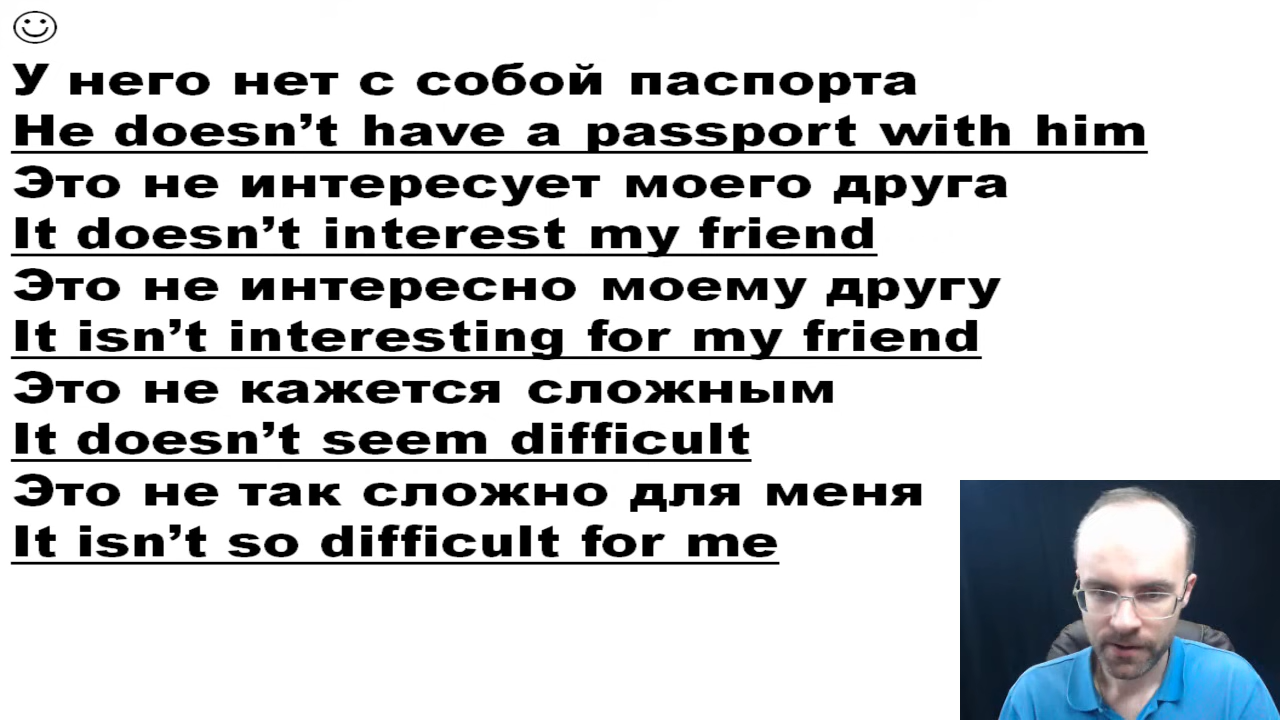 У него нет с собой паспорта
He doesn’t have a passport with him
Это не интересует моего друга
It doesn’t interest my friend
Это не интересно моему другу
It isn’t interesting for my friend
Это не кажется сложным
It doesn’t seem difficult
Это не так сложно для меня
It isn’t so difficult for me